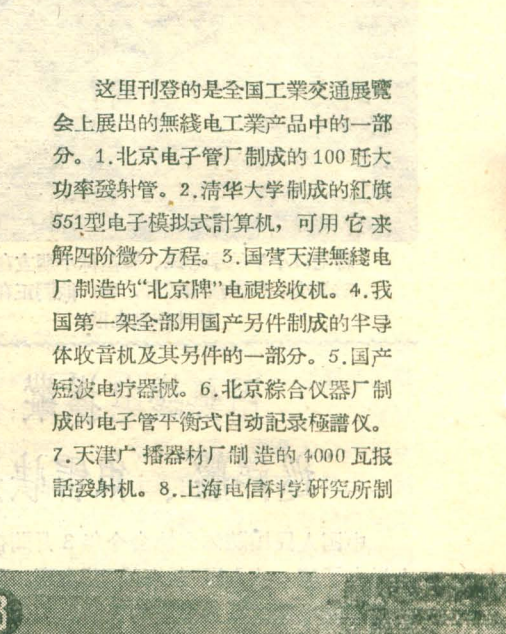 这里刊登的是全国工業交通展覽
会上展出的無綫电工業产品中的一部
分。1.北京电子管厂制成的100瓩大
功率發射管。2.清华大学制成的紅旗
551型电子模拟式計算机，可用它来
解四阶微分方程。3.国营天津無綫电
厂制造的“北京牌”电視接收机。4.我
国第一架全部用国产另件制成的半导
体收音机及其另件的一部分。5.国产
短波电疗器械。6.北京綜合仪器厂制
成的电子管平衡式自动記录極譜仪。
7.天津广播器材厂制造的4000瓦报
話發射机。8.上海电信科学研究所制